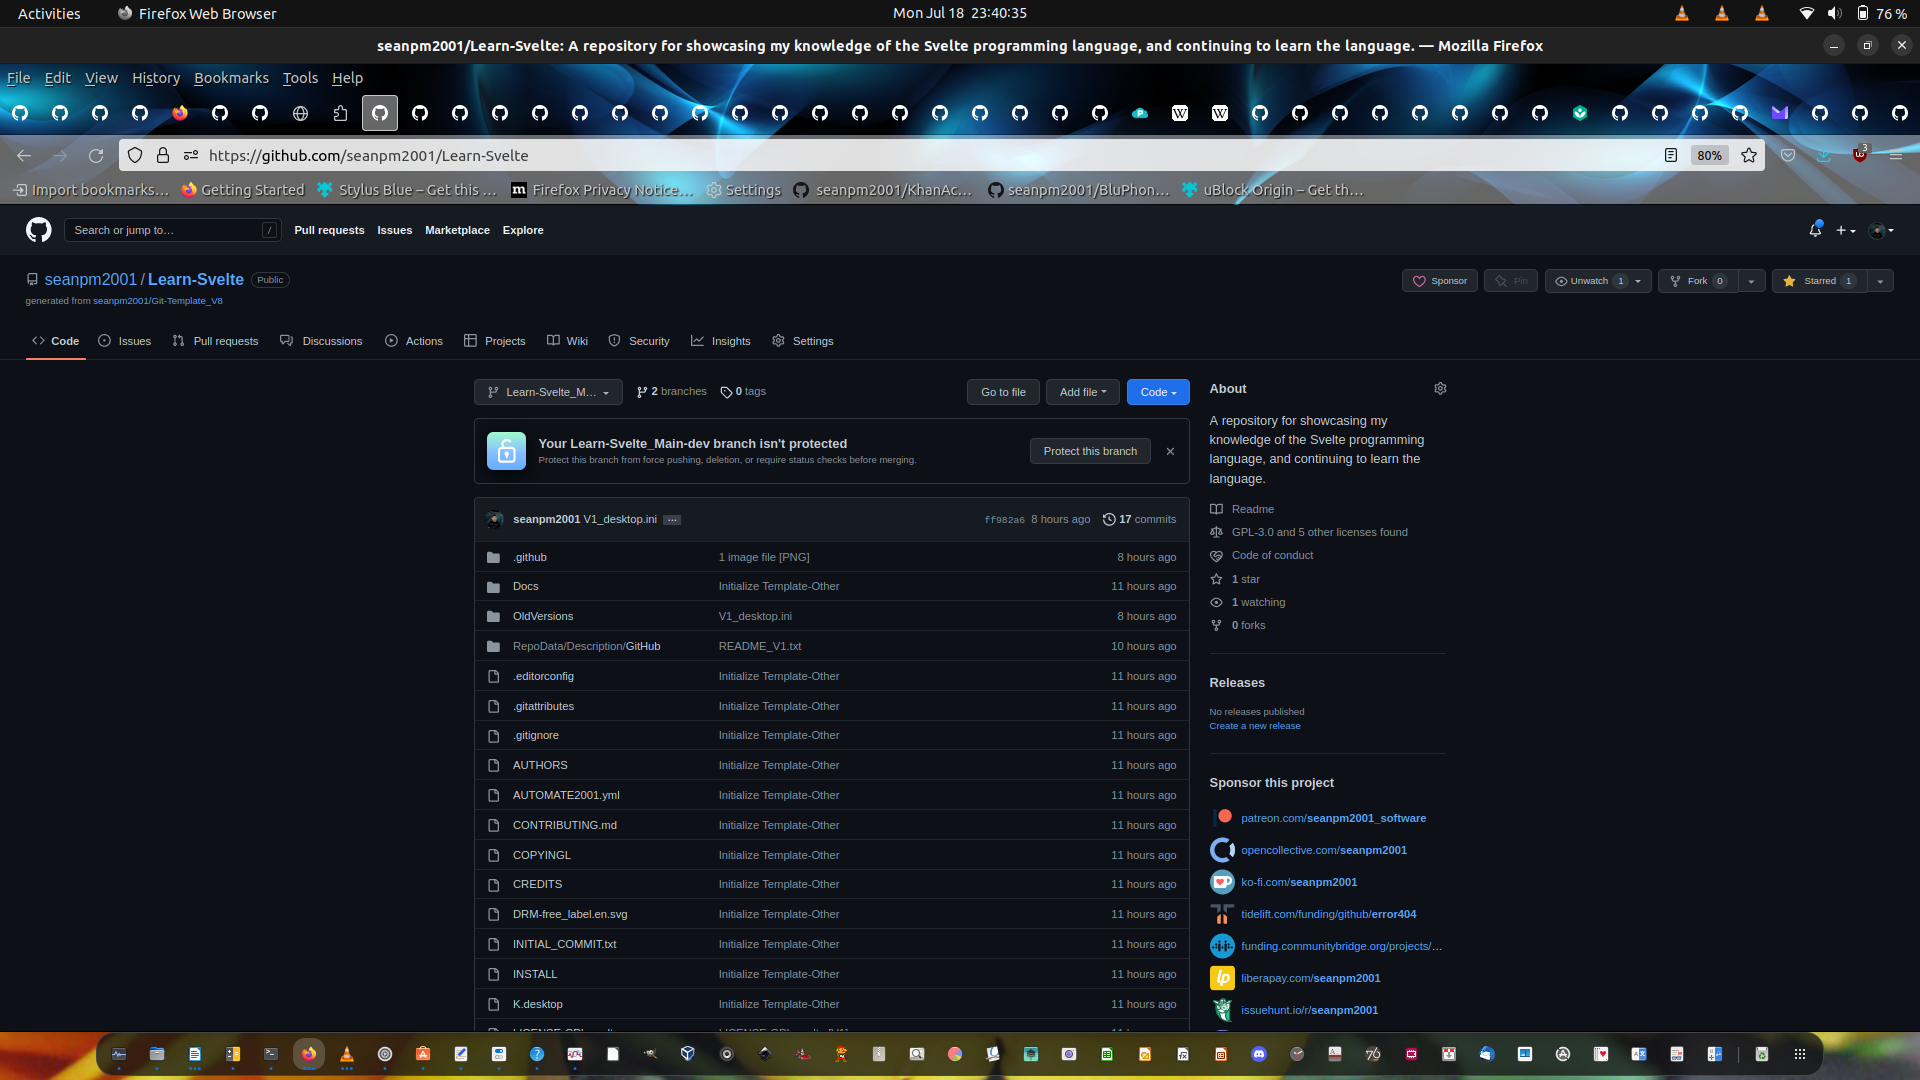 Activities
Firefox Web Browser
Mon Jul 18 23:40:35
76 %
seanpm2001/Learn-Svelte: A repository for showcasing my knowledge of the Svelte programming language, and continuing to learn the language. — Mozilla Firefox
File Edit View History Bookmarks Tools Help
https://github.com/seanpm2001/Learn-Svelte
80%
3
Import bookmarks…
Getting Started
Stylus Blue – Get this …
Firefox Privacy Notice…
Settings
seanpm2001/KhanAc…
seanpm2001/BluPhon…
uBlock Origin – Get th…
Search or jump to…
/
Pull requests
Issues
Marketplace
Explore
seanpm2001 / Learn-Svelte
Public
generated from seanpm2001/Git-Template_V8
Sponsor
Pin
Unwatch 1
Fork 0
Starred 1
Code
Issues
Pull requests
Discussions
Actions
Projects
Wiki
Security
Insights
Settings
Learn-Svelte_M…
2 branches
0 tags
Go to file
Add file
Code
Your Learn-Svelte_Main-dev branch isn't protected
Protect this branch from force pushing, deletion, or require status checks before merging.
Protect this branch
seanpm2001 V1_desktop.ini …
ff982a6 8 hours ago
17 commits
.github 1 image file [PNG] 8 hours ago
Docs Initialize Template-Other 11 hours ago
OldVersions V1_desktop.ini 8 hours ago
RepoData/Description/GitHub README_V1.txt 10 hours ago
.editorconfig Initialize Template-Other 11 hours ago
.gitattributes Initialize Template-Other 11 hours ago
.gitignore Initialize Template-Other 11 hours ago
AUTHORS Initialize Template-Other 11 hours ago
AUTOMATE2001.yml Initialize Template-Other 11 hours ago
CONTRIBUTING.md Initialize Template-Other 11 hours ago
COPYINGL Initialize Template-Other 11 hours ago
CREDITS Initialize Template-Other 11 hours ago
DRM-free_label.en.svg Initialize Template-Other 11 hours ago
INITIAL_COMMIT.txt Initialize Template-Other 11 hours ago
INSTALL Initialize Template-Other 11 hours ago
K.desktop Initialize Template-Other 11 hours ago
About
A repository for showcasing my
knowledge of the Svelte programming
language, and continuing to learn the
language.
Readme
GPL-3.0 and 5 other licenses found
Code of conduct
1 star
1 watching
0 forks
Releases
No releases published
Create a new release
Sponsor this project
patreon.com/seanpm2001_software
opencollective.com/seanpm2001
ko-fi.com/seanpm2001
tidelift.com/funding/github/error404
funding.communitybridge.org/projects/…
liberapay.com/seanpm2001
issuehunt.io/r/seanpm2001